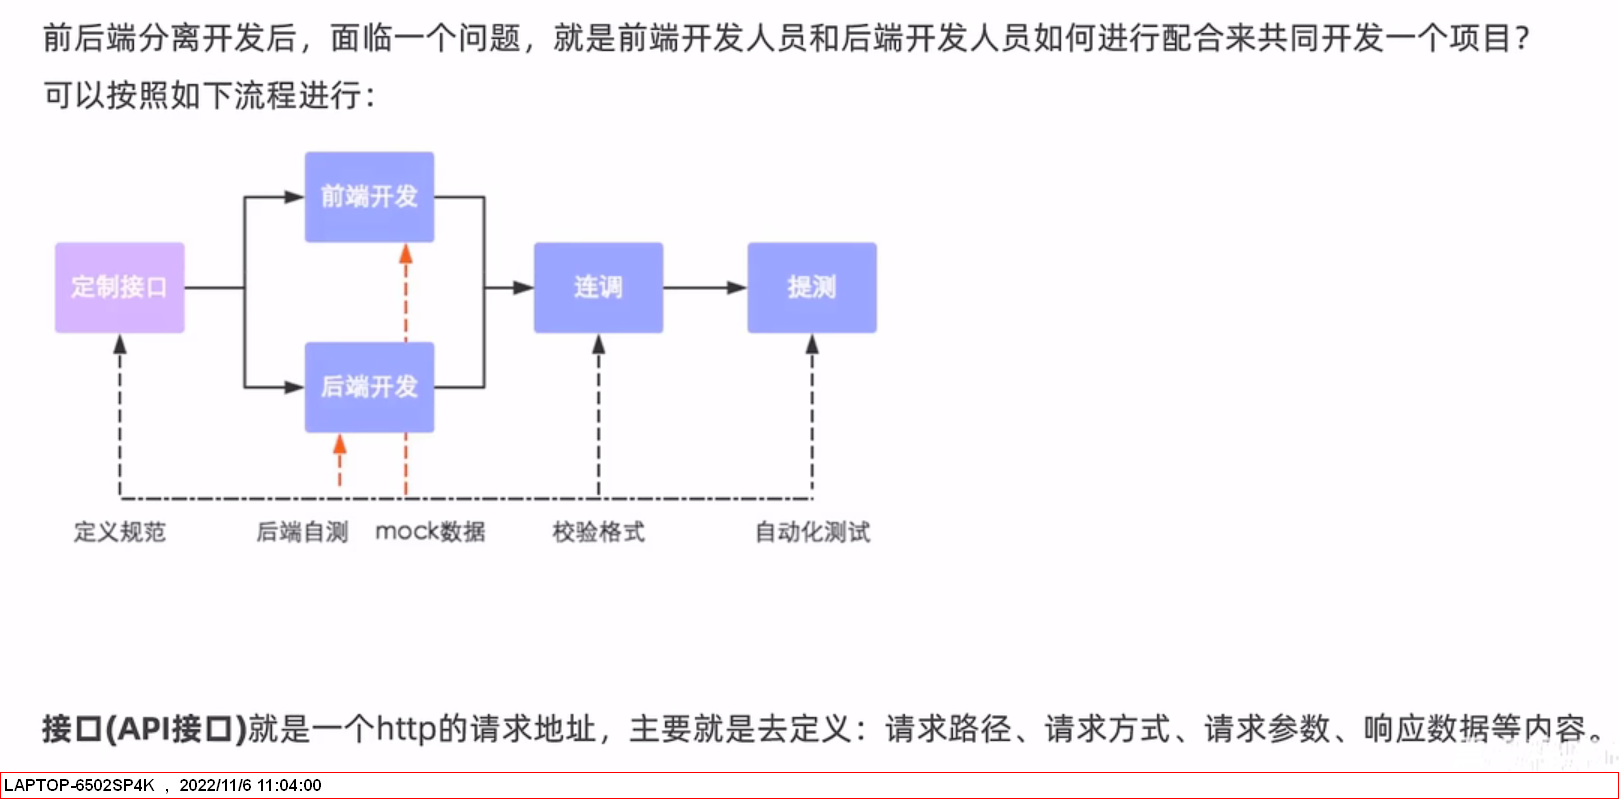 前后端分离开发后，面临一个问题，就是前端开发人员和后端开发人员如何进行配合来共同开发一个项目？
可以按照如下流程进行：
前端开发
定制接口
连调
提测
后端开发
定义规范
后端自测
mock数据
校验格式
自动化测试
接口(API接口)就是一个http的请求地址，主要就是去定义：请求路径、请求方式、请求参数、响应数据等内容。
LAPTOP-6502SP4K ， 2022/11/6 11:04:00